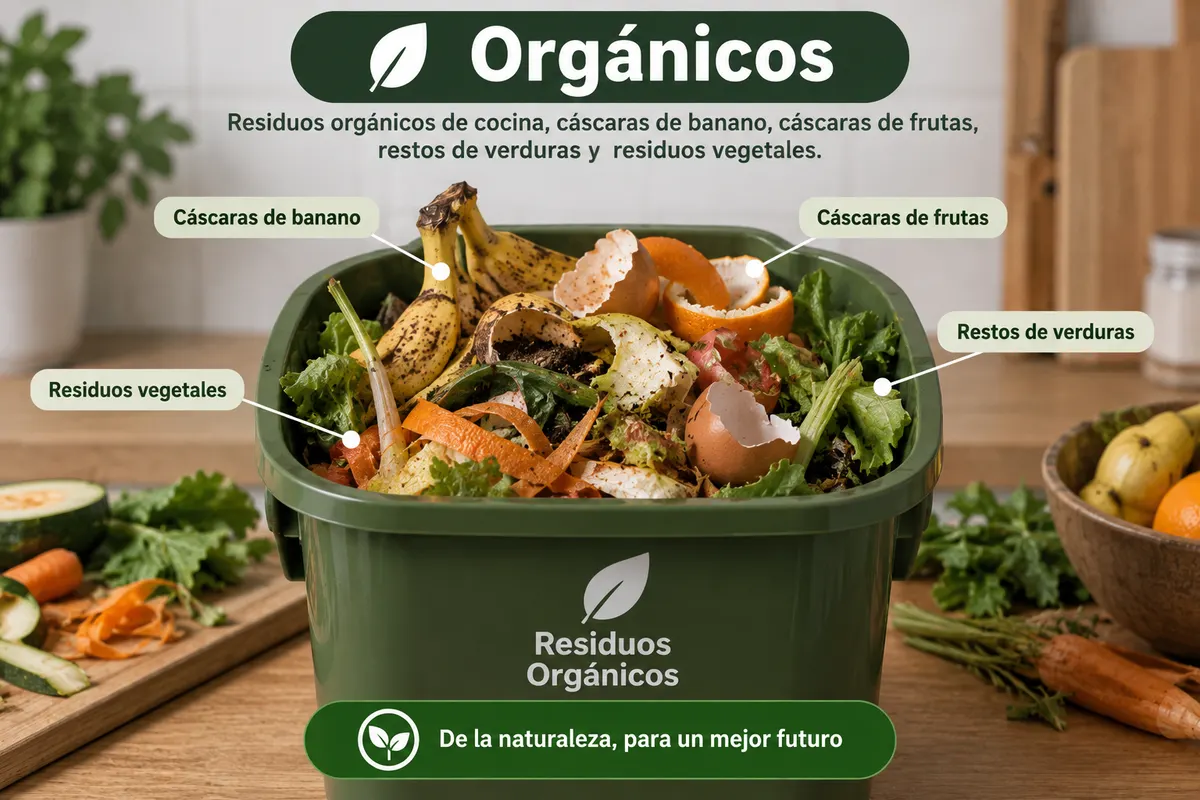 Orgánicos
Residuos orgánicos de cocina, cáscaras de banano, cáscaras de frutas,
restos de verduras y residuos vegetales.
Cáscaras de banano
Cáscaras de frutas
Restos de verduras
Residuos vegetales
Residuos
Orgánicos
De la naturaleza, para un mejor futuro